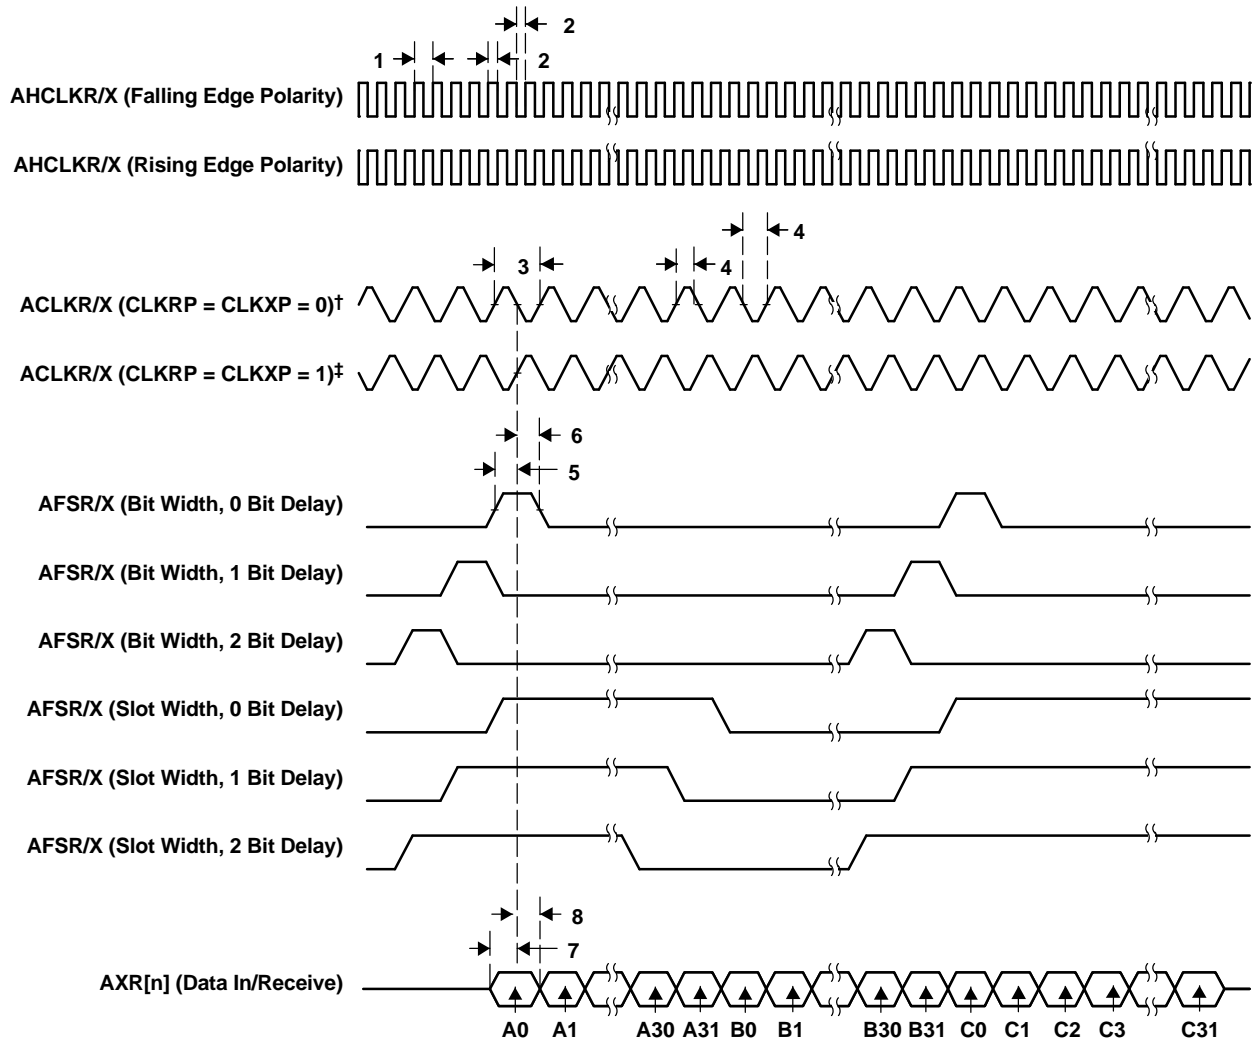 2
1
2
AHCLKR/X (Falling Edge Polarity)
AHCLKR/X (Rising Edge Polarity)
4
3
4
ACLKR/X (CLKRP = CLKXP = 0)†
ACLKR/X (CLKRP = CLKXP = 1)‡
6
5
AFSR/X (Bit Width, 0 Bit Delay)
AFSR/X (Bit Width, 1 Bit Delay)
AFSR/X (Bit Width, 2 Bit Delay)
AFSR/X (Slot Width, 0 Bit Delay)
AFSR/X (Slot Width, 1 Bit Delay)
AFSR/X (Slot Width, 2 Bit Delay)
8
7
AXR[n] (Data In/Receive)
A0 A1 A30 A31 B0 B1 B30 B31 C0 C1 C2 C3 C31